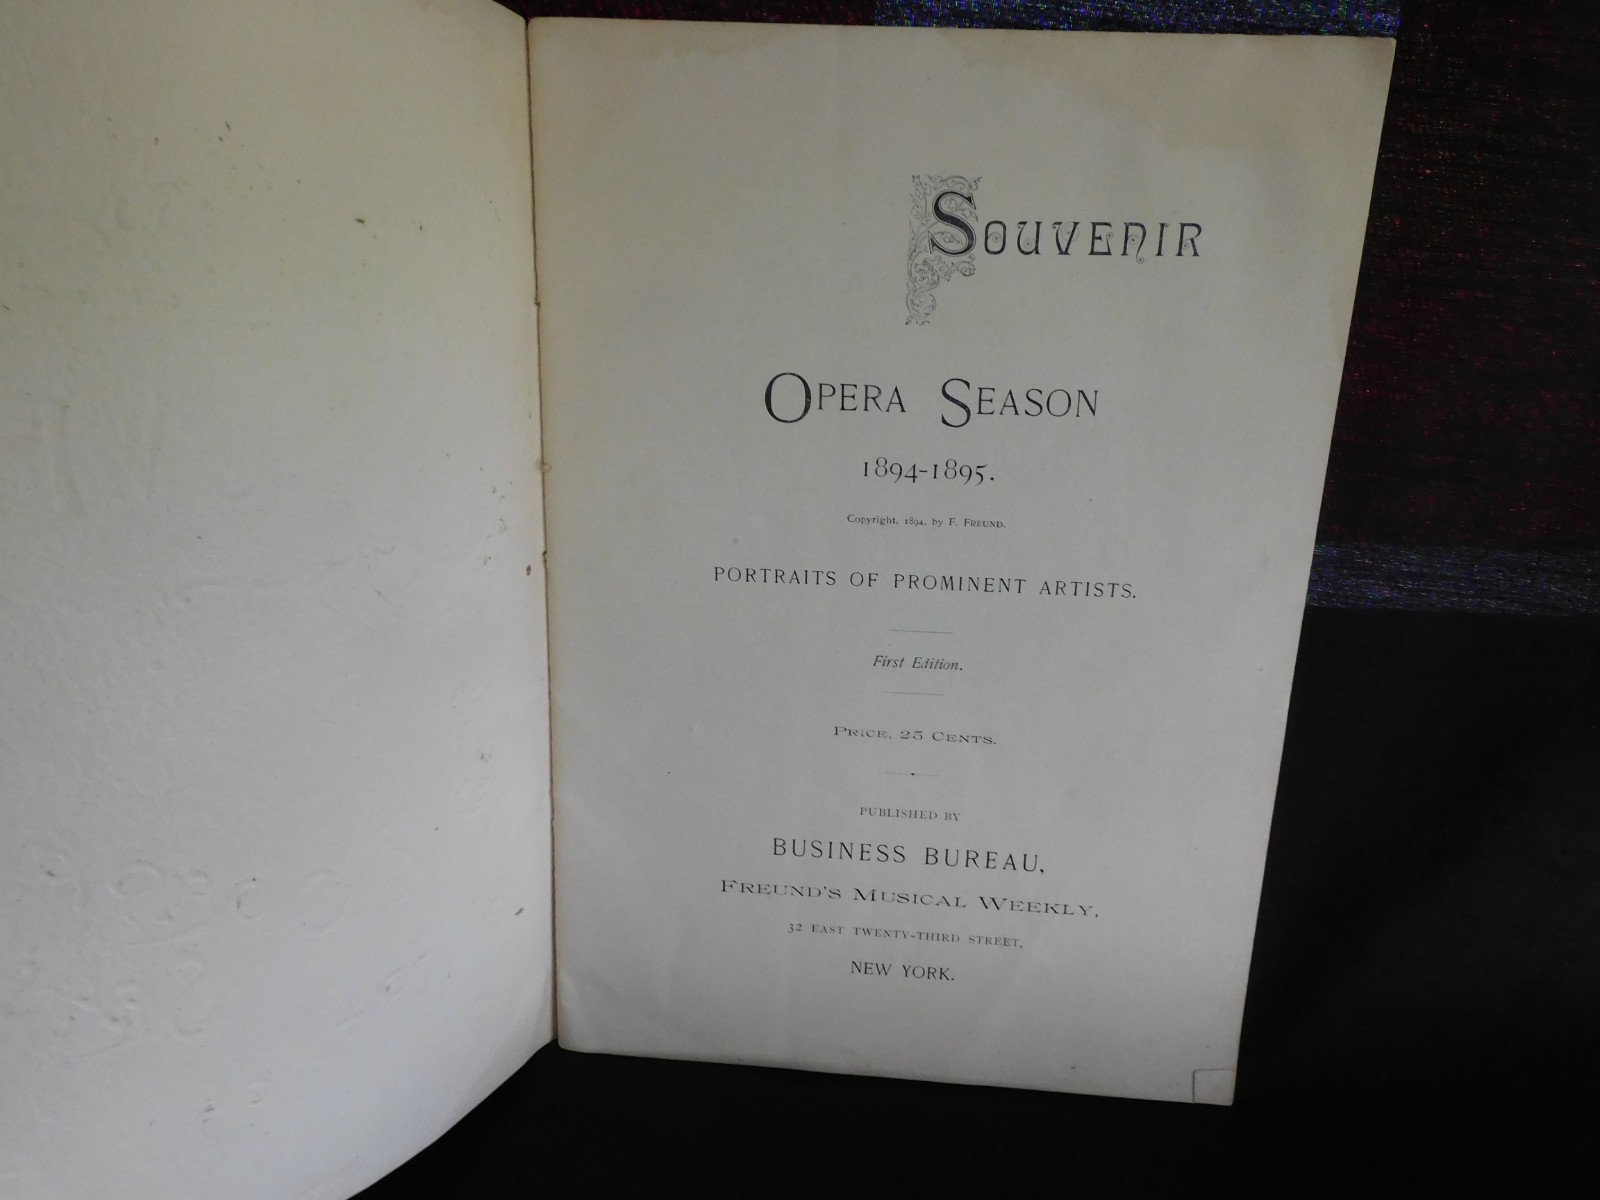 SOUVENIR
OPERA SEASON
1894-1895.
Copyright, 1894, by F. FREUND.
PORTRAITS OF PROMINENT ARTISTS.
First Edition.
PRICE, 25 CENTS.
PUBLISHED BY
BUSINESS BUREAU,
FREUND'S MUSICAL WEEKLY,
32 EAST TWENTY-THIRD STREET,
NEW YORK.